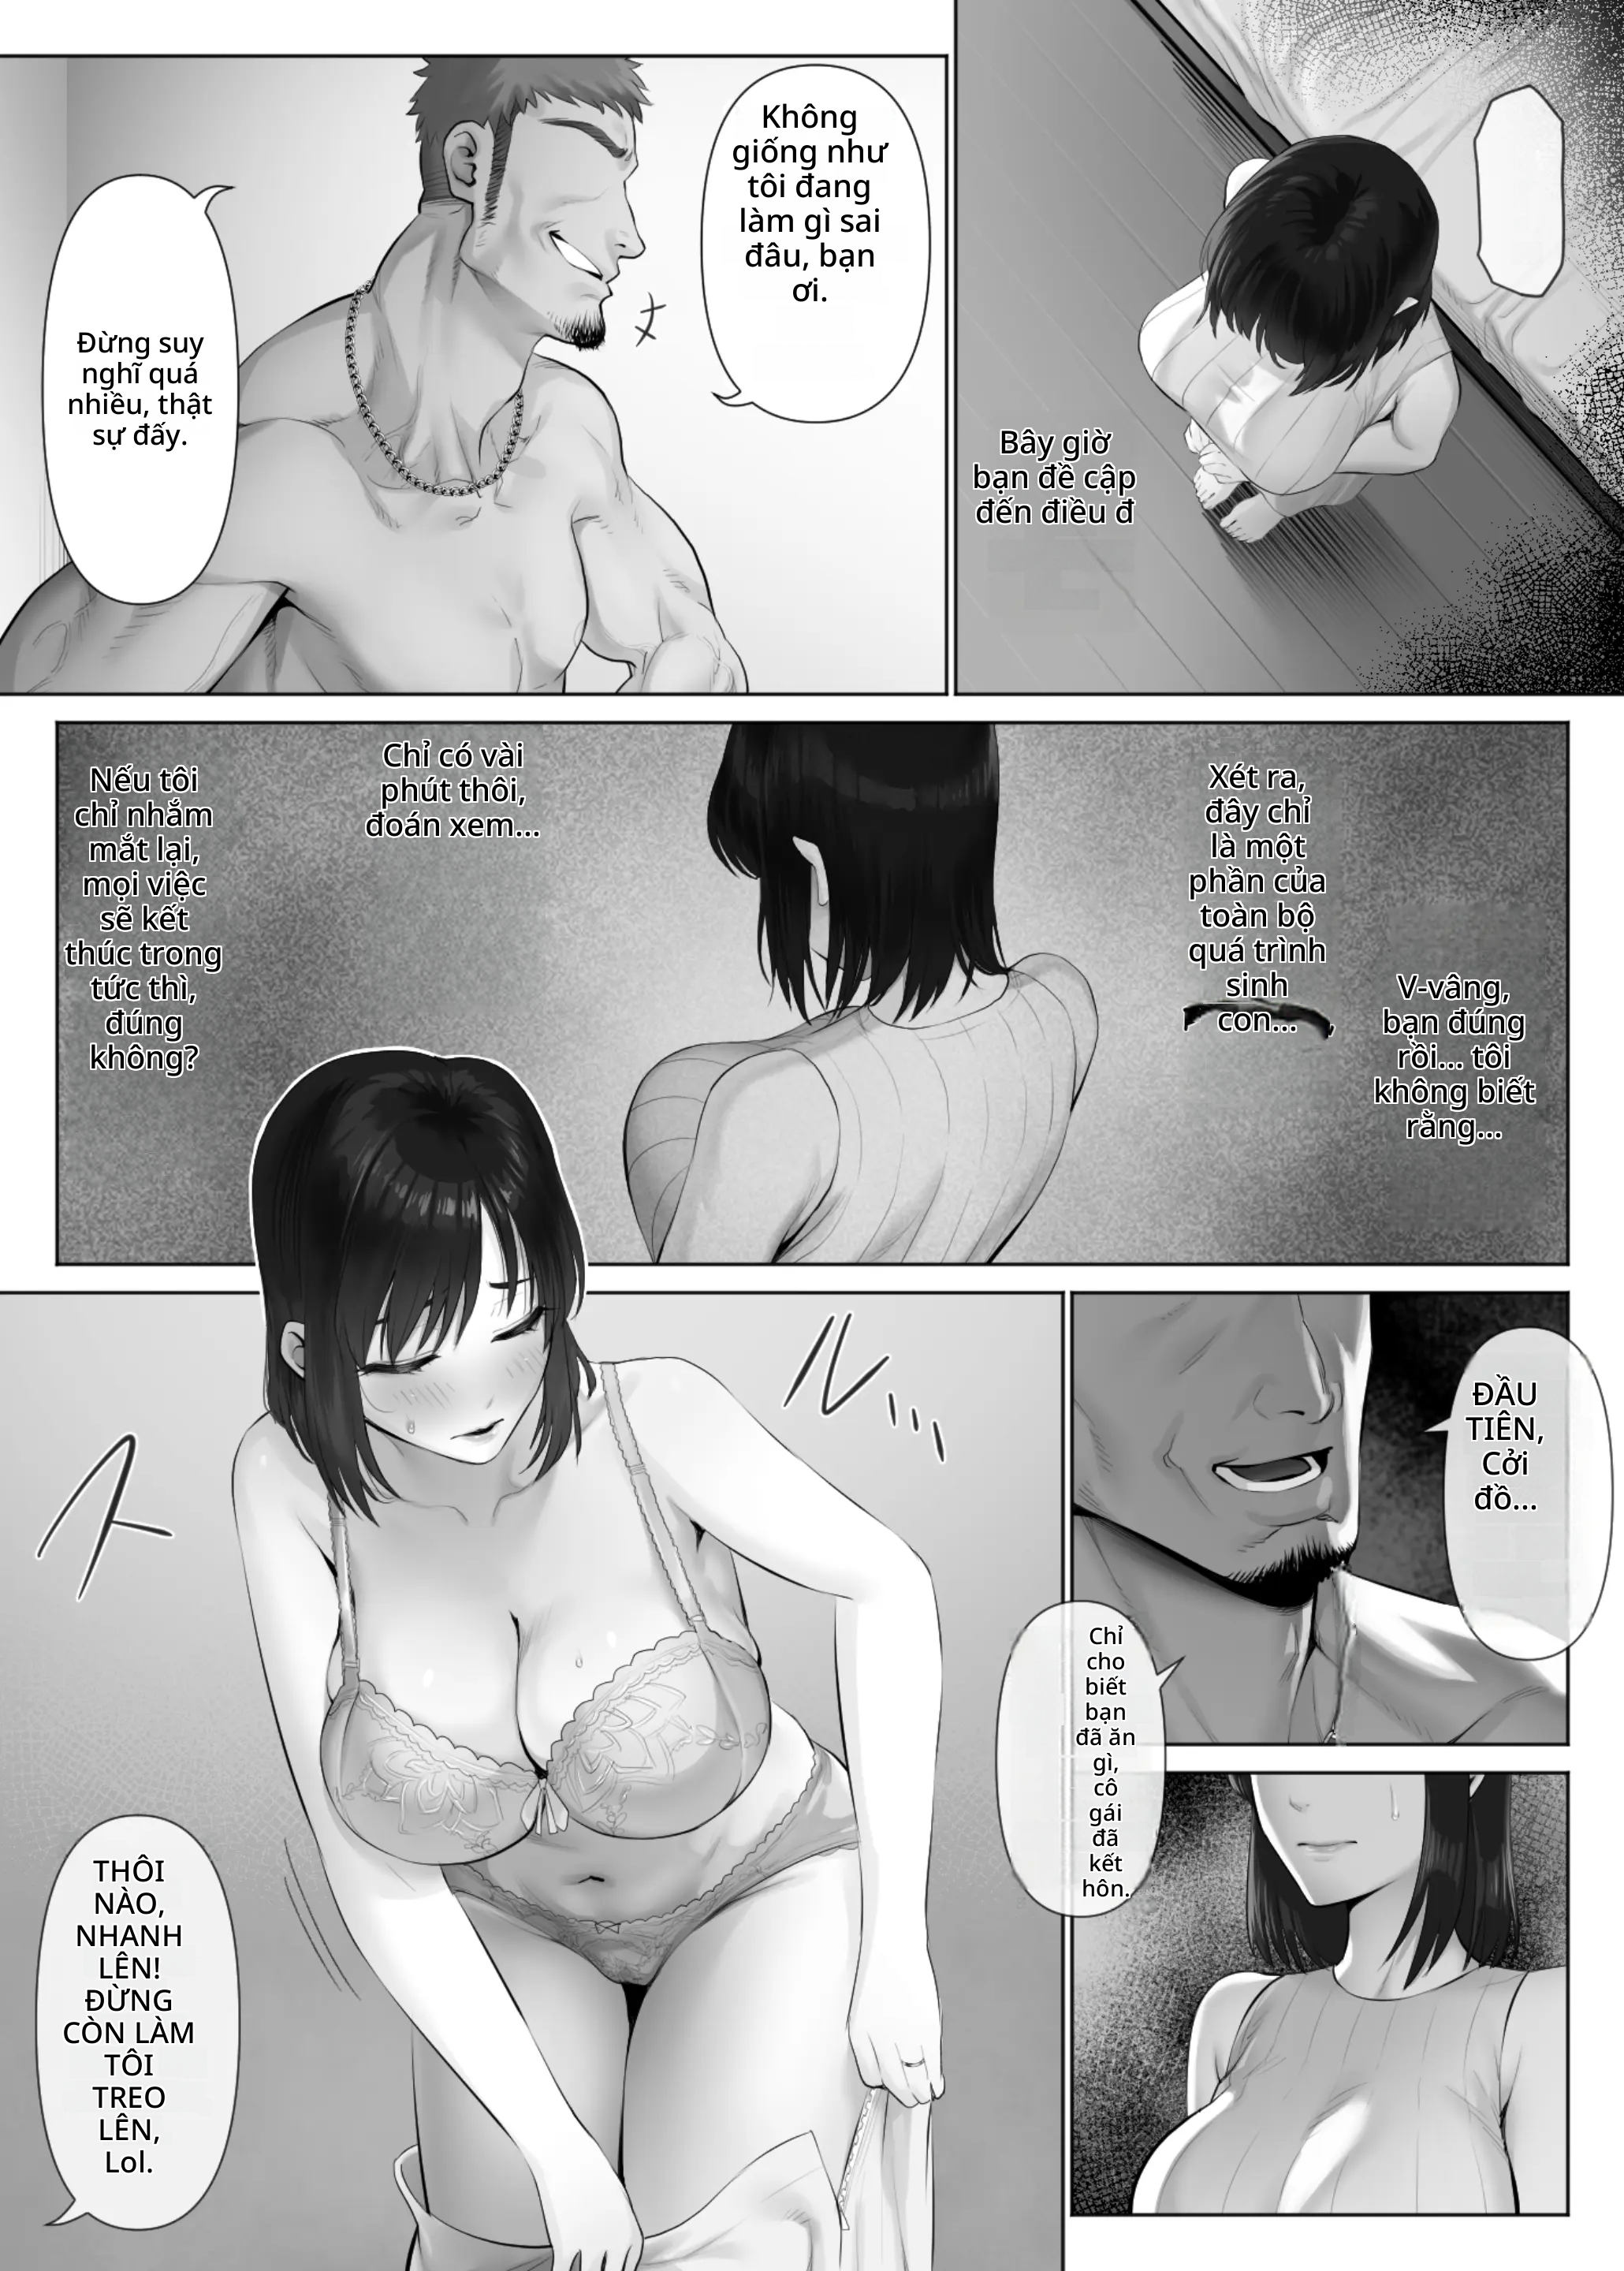 Bây giờ
bạn đề cập
đến điều đ
Không
giống như
tôi đang
làm gì sai
đâu, bạn
ơi.
Đừng suy
nghĩ quá
nhiều, thật
sự đấy.
V-vâng,
bạn đúng
rồi... tôi
không biết
rằng...
Xét ra,
đây chỉ
là một
phần của
toàn bộ
quá trình
sinh
con...
Chỉ có vài
phút thôi,
đoán xem...
Nếu tôi
chỉ nhắm
mắt lại,
mọi việc
sẽ kết
thúc trong
tức thì,
đúng
không?
ĐẦU
TIÊN,
Cởi
đồ...
Chỉ
cho
biết
bạn
đã ăn
gì,
cô
gái
đã
kết
hôn.
THÔI
NÀO,
NHANH
LÊN!
ĐỪNG
CÒN LÀM
TÔI
TREO
LÊN,
Lol.